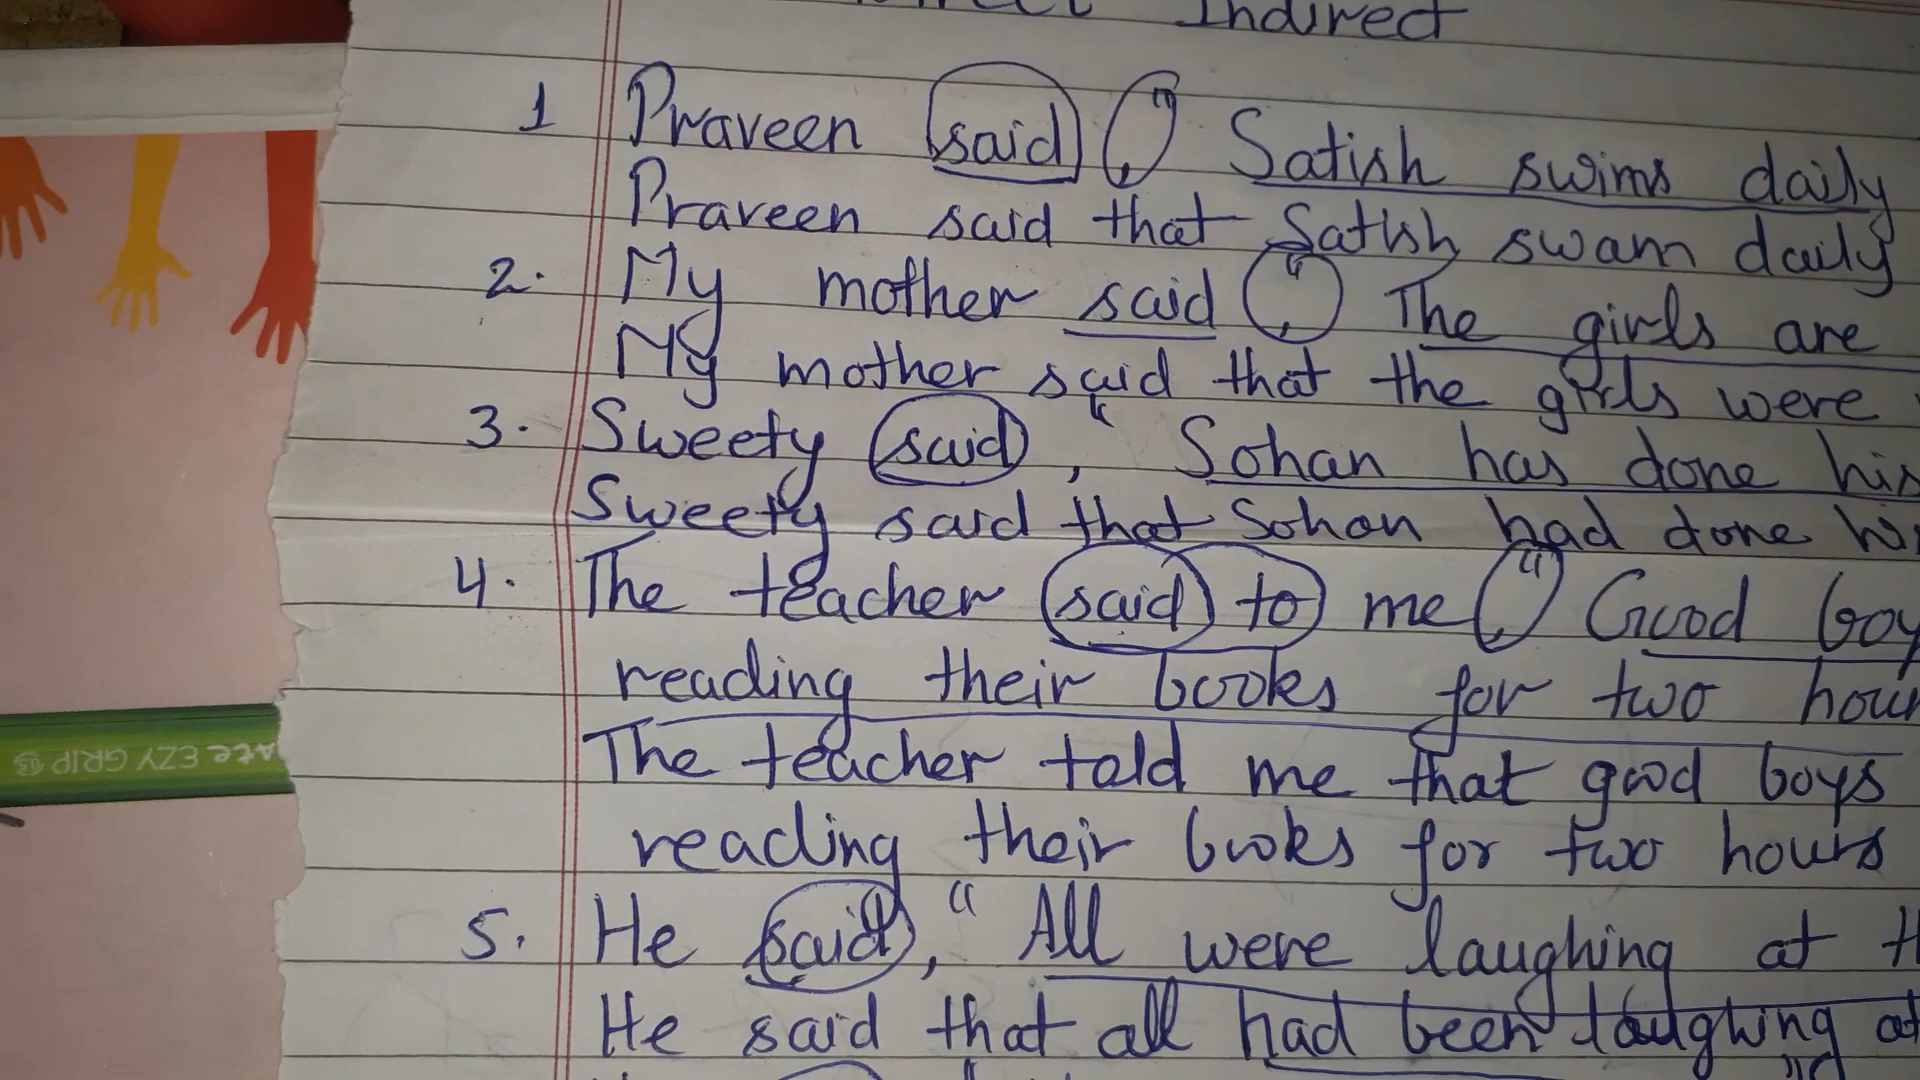 Indirect
1 Praveen said, " Satish swims daily
Praveen said that Satish swam daily
2. My mother said, " The girls are
My mother said that the girls were
3. Sweety said, " Sohan has done his
Sweety said that Sohan had done
4. The teacher said to me, " Good boy
reading their books for two hour
The teacher told me that good boys
reading their books for two hours
5. He said, " All were laughing at
He said that all had been laughing at
EZY GRIP